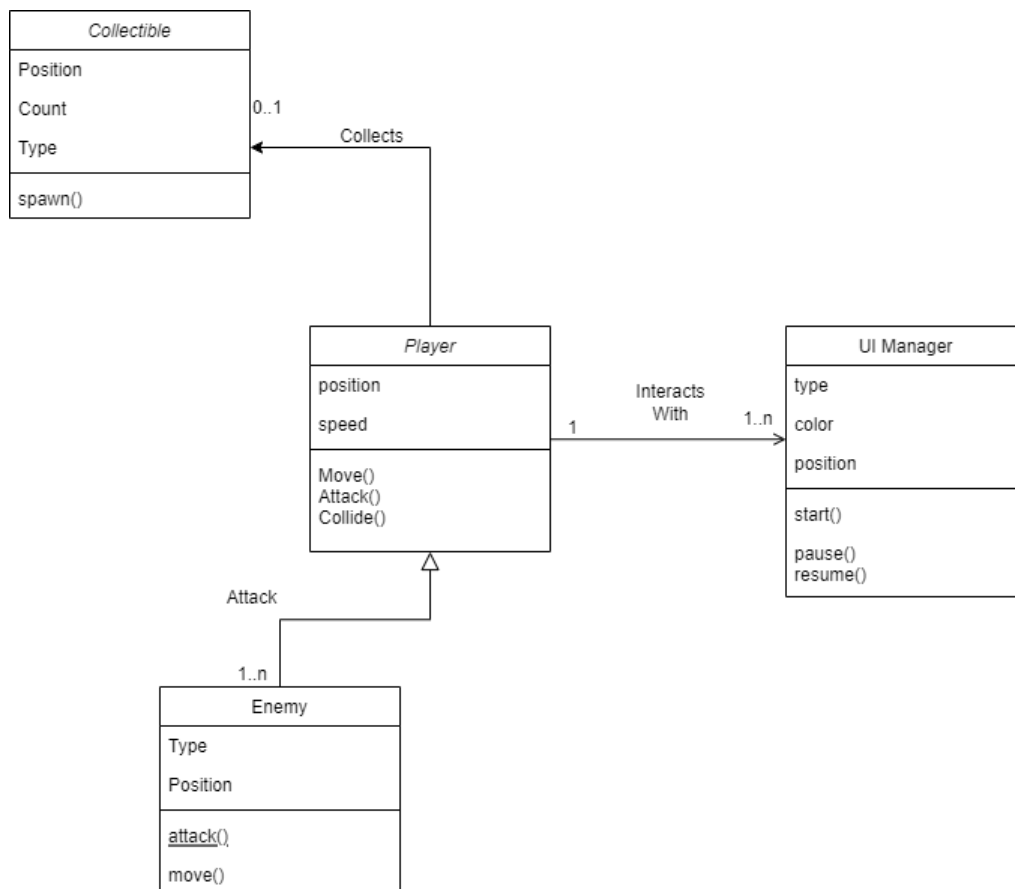 Collectible
Position
Count
Type
spawn()
0..1
Collects
Player
position
speed
Move()
Attack()
Collide()
1
Interacts
With
1..n
UI Manager
type
color
position
start()
pause()
resume()
Attack
1..n
Enemy
Type
Position
attack()
move()